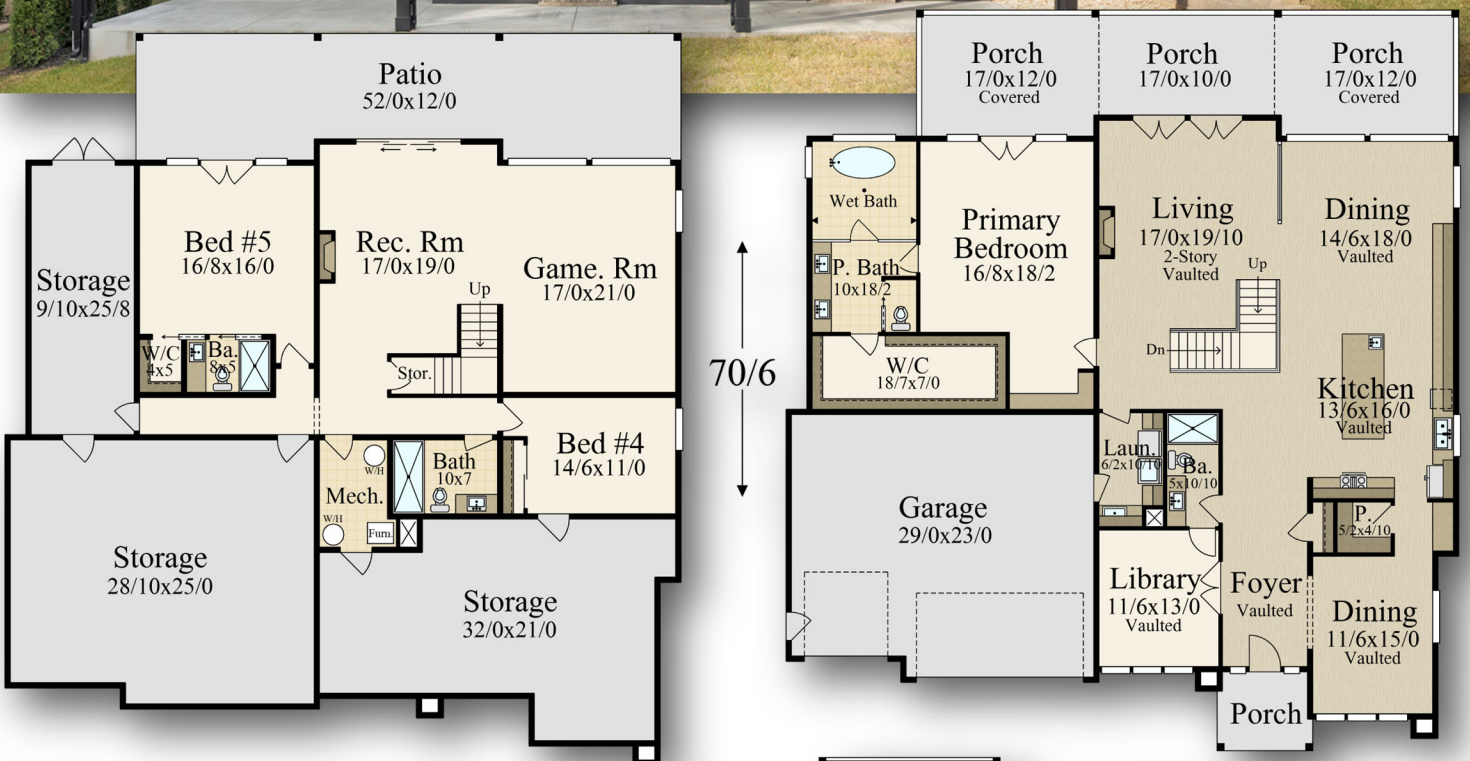 Patio
52/0x12/0
Storage
9/10x25/8
Bed #5
16/8x16/0
W/C
4x5
Ba.
8x5
Rec. Rm
17/0x19/0
Game. Rm
17/0x21/0
Up
Stor.
Bed #4
14/6x11/0
Bath
10x7
Mech.
W/H
W/H
Furn.
Storage
28/10x25/0
Storage
32/0x21/0
70/6
Porch
17/0x12/0
Covered
Porch
17/0x10/0
Porch
17/0x12/0
Covered
Wet Bath
P. Bath
10x18/2
Primary
Bedroom
16/8x18/2
W/C
18/7x7/0
Living
17/0x19/10
2-Story
Vaulted
Up
Dn
Dining
14/6x18/0
Vaulted
Kitchen
13/6x16/0
Vaulted
Laun.
6/2x10/10
Ba.
5x10/10
P.
5/2x4/10
Garage
29/0x23/0
Library
11/6x13/0
Vaulted
Foyer
Vaulted
Dining
11/6x15/0
Vaulted
Porch